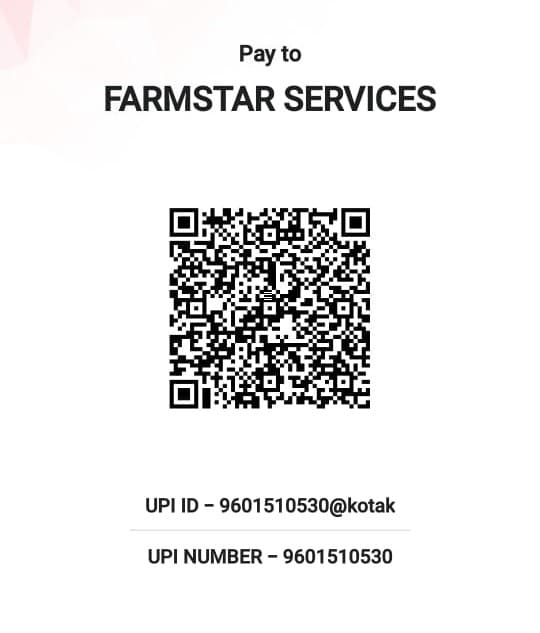 Pay to
FARMSTAR SERVICES
UPI ID – 9601510530@kotak
UPI NUMBER – 9601510530